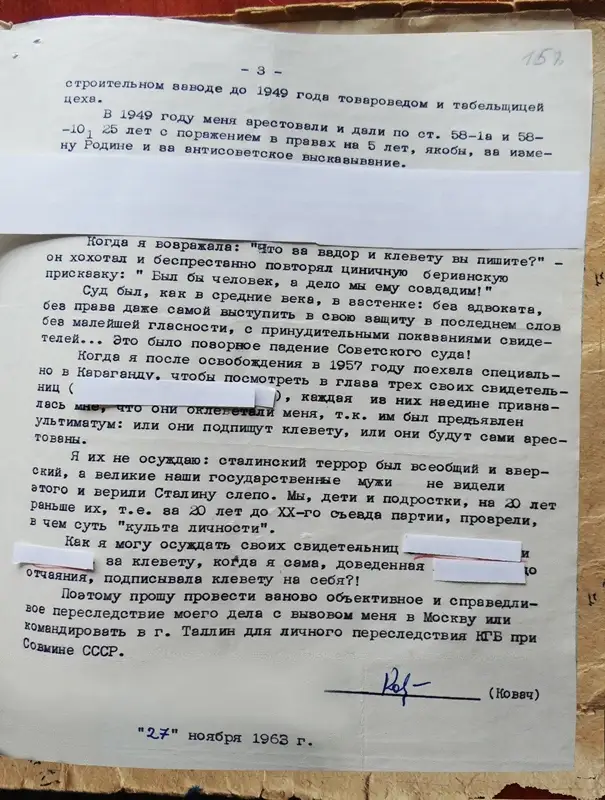 - 3 -
152
строительном заводе до 1949 года товароведом и табельщицей
цеха.
В 1949 году меня арестовали и дали по ст. 58-1а и 58-
-10, 25 лет с поражением в правах на 5 лет, якобы, за изме-
ну Родине и за антисоветское высказывание.
Когда я возражала: "Что за вздор и клевету вы пишите?" -
он хохотал и беспрестанно повторял циничную берианскую
присказку: " Был бы человек, а дело мы ему создадим!"
Суд был, как в средние века, в застенке: без адвоката,
без права даже самой выступить в свою защиту в последнем слов
без малейшей гласности, с принудительными показаниями свиде-
телей... Это было позорное падение Советского суда!
Когда я после освобождения в 1957 году поехала специаль-
но в Караганду, чтобы посмотреть в глаза трех своих свидетель-
ниц ( ), каждая из них наедине призна-
лась мне, что они оклеветали меня, т.к. им был предъявлен
ультиматум: или они подпишут клевету, или они будут сами арес-
тованы.
Я их не осуждаю: сталинский террор был всеобщий и звер-
ский, а великие наши государственные мужи не видели
этого и верили Сталину слепо. Мы, дети и подростки, на 20 лет
раньше их, т.е. за 20 лет до ХХ-го съезда партии, прозрели,
в чем суть "культа личности".
Как я могу осуждать своих свидетельниц и
за клевету, когда я сама, доведенная до
отчаяния, подписывала клевету на себя?!
Поэтому прошу провести заново объективное и справедли-
вое переследствие моего дела с вызовом меня в Москву или
командировать в г. Таллин для личного переследствия КГБ при
Совмине СССР.
(Ковач)
"27" ноября 1963 г.